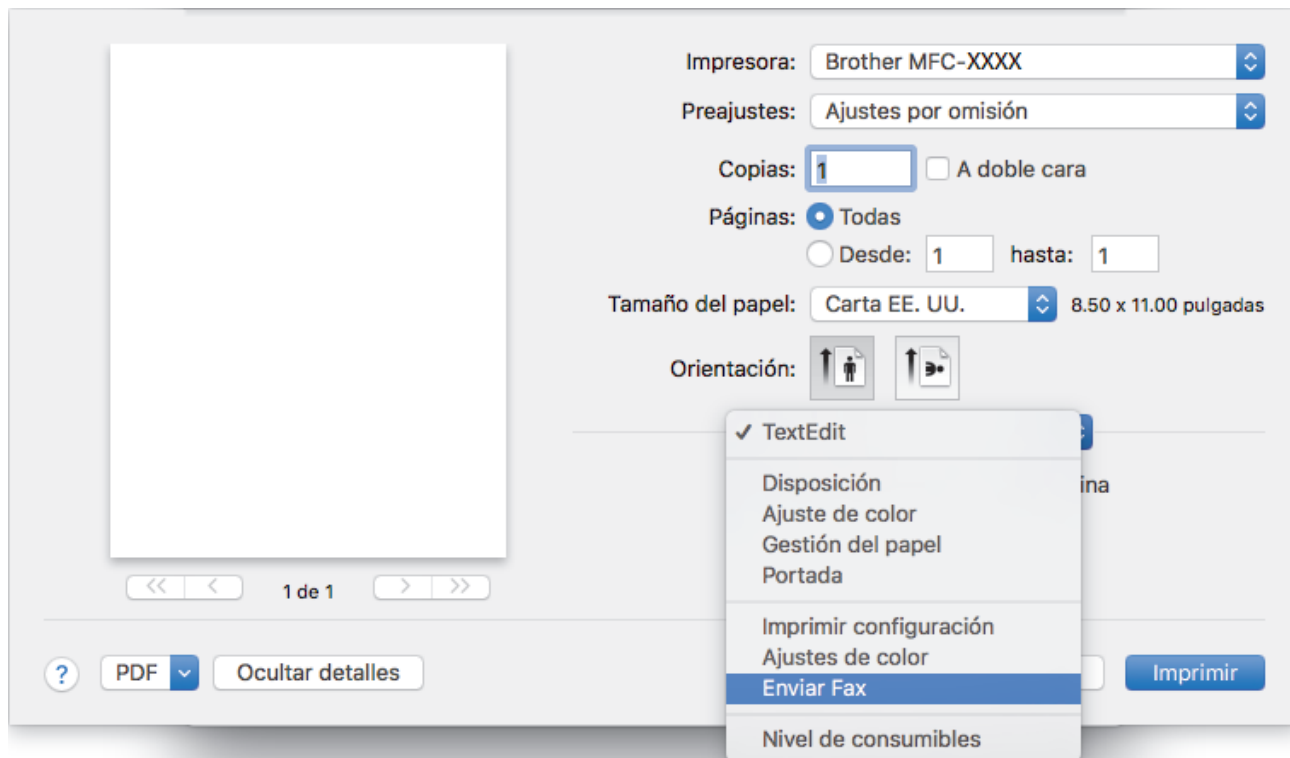 Impresora: Brother MFC-XXXX
Preajustes: Ajustes por omisión
Copias: 1 A doble cara
Páginas: Todas
Desde: 1 hasta: 1
Tamaño del papel: Carta EE. UU. 8.50 x 11.00 pulgadas
Orientación:
✓ TextEdit
Disposición
ina
Ajuste de color
Gestión del papel
Portada
1 de 1
Imprimir configuración
Ajustes de color
Enviar Fax
Nivel de consumibles
? PDF Ocultar detalles Imprimir